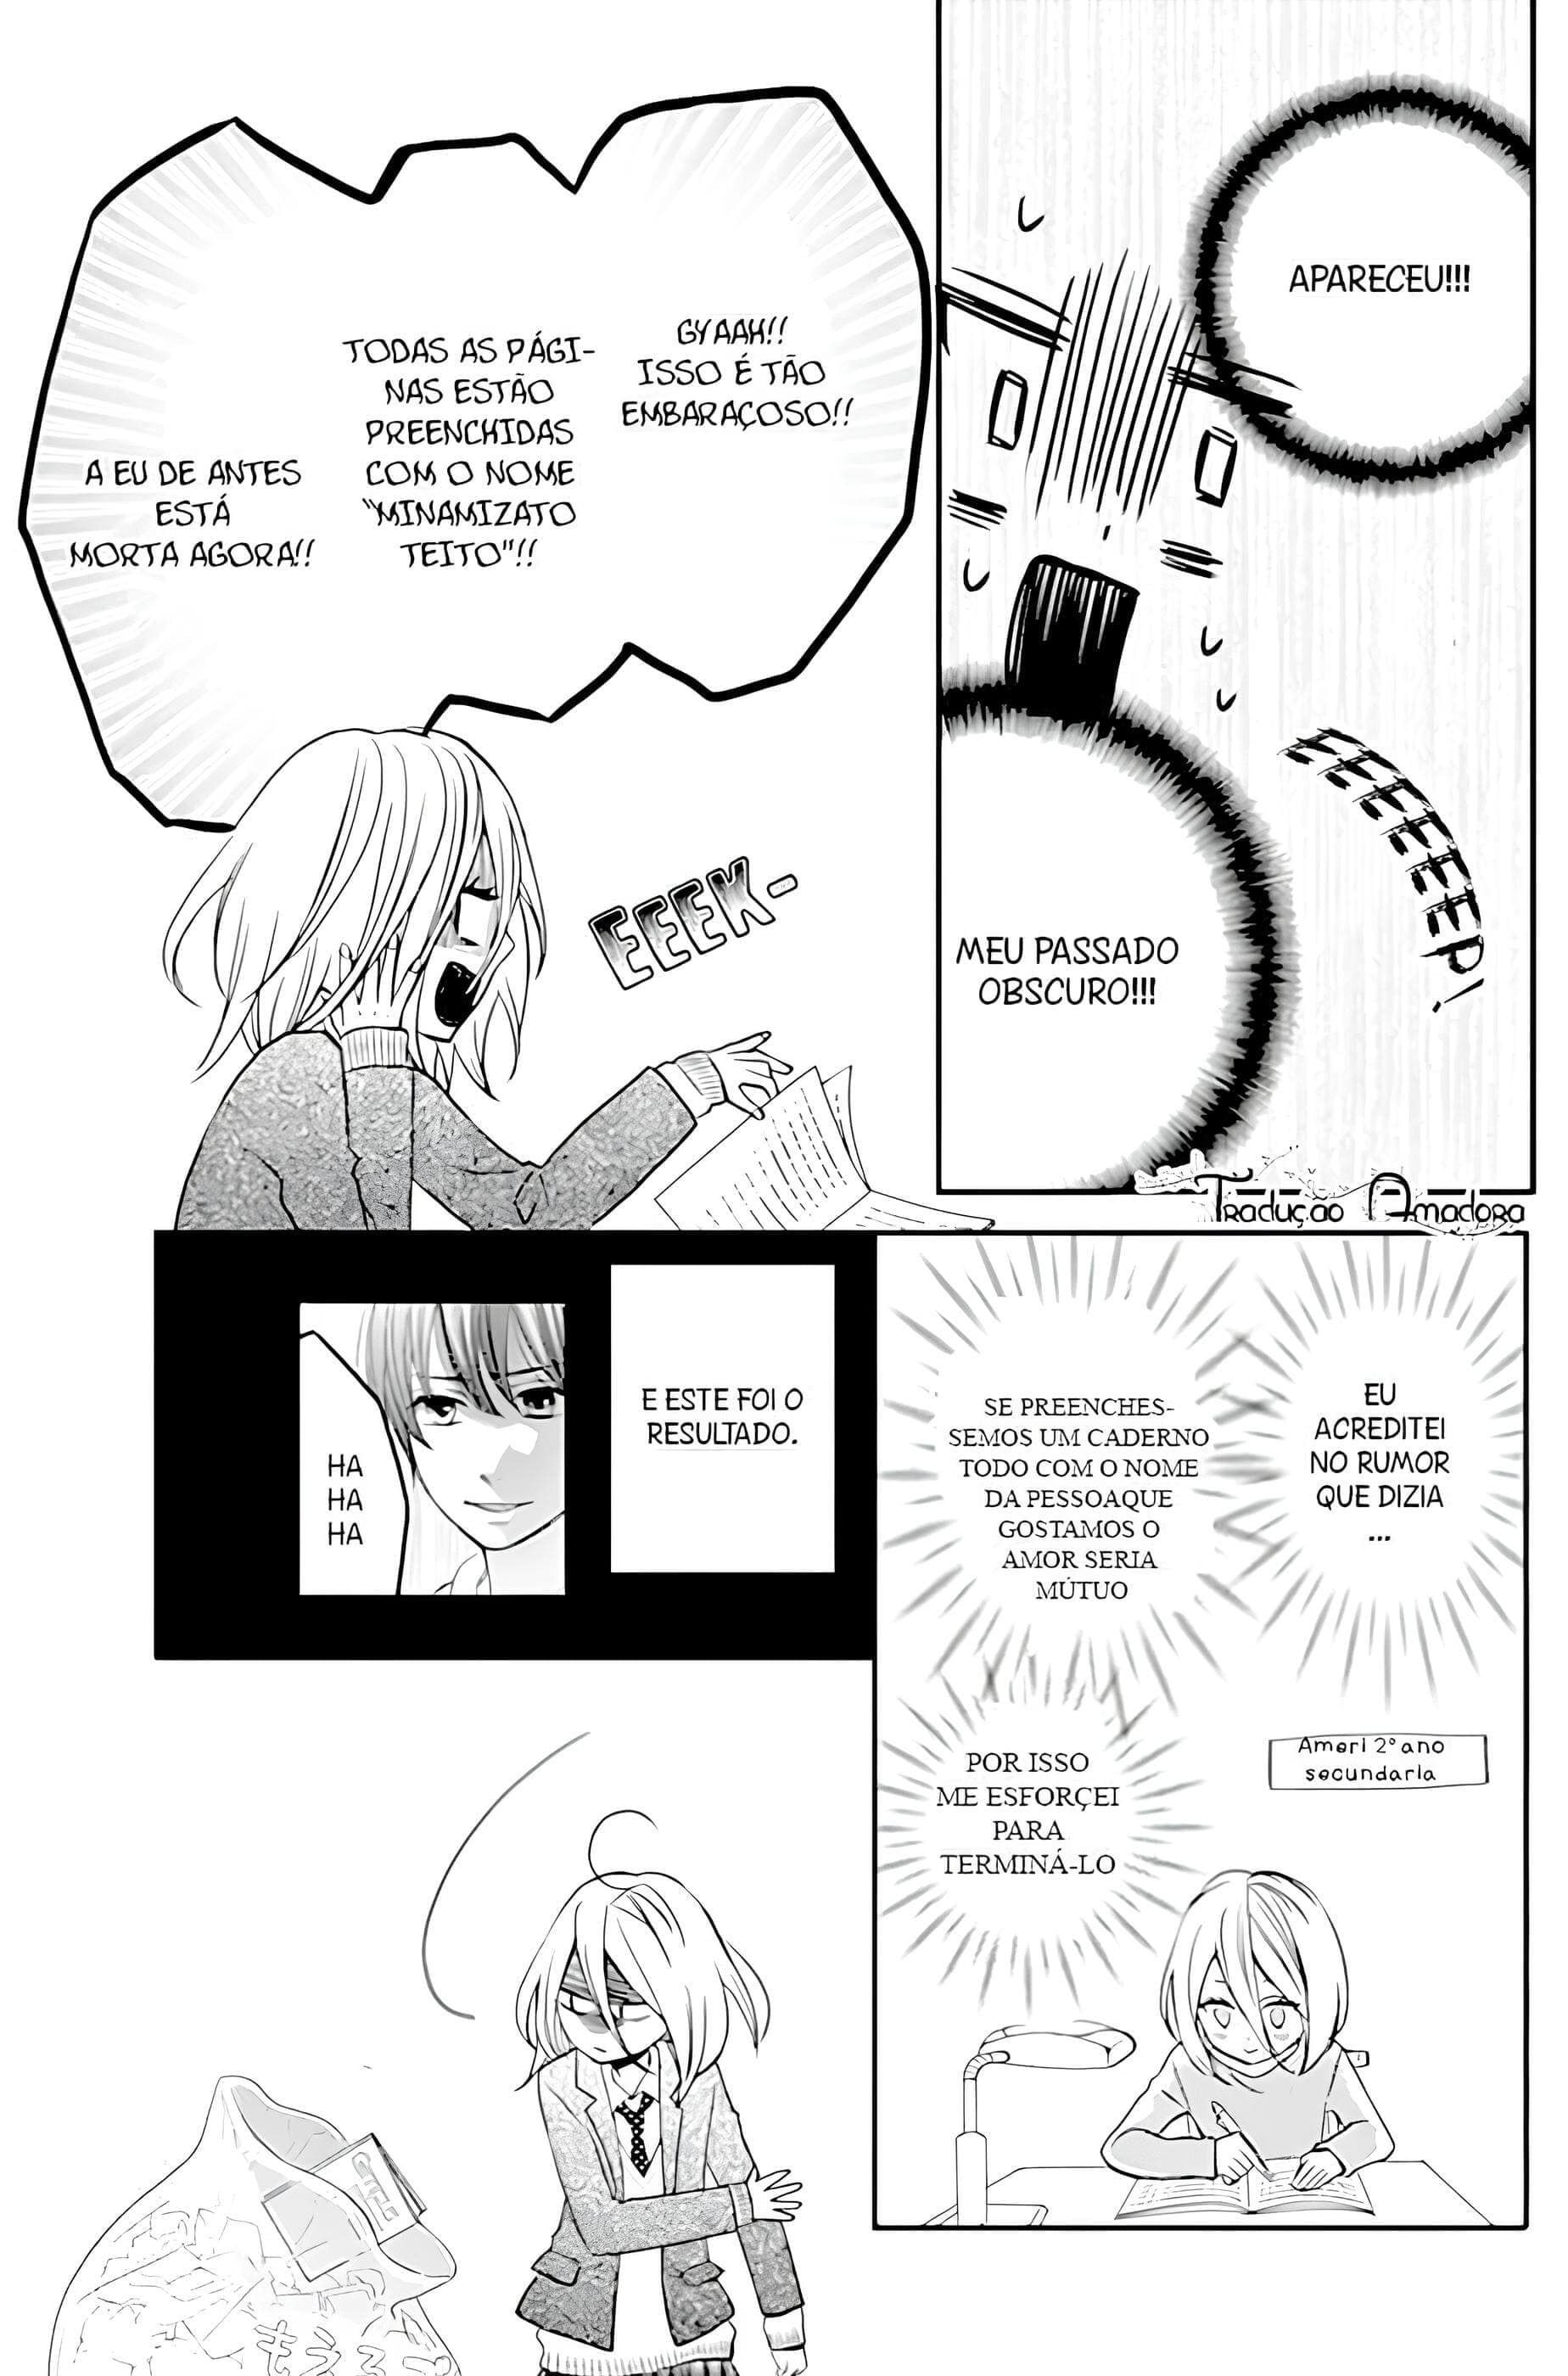 APARECEU!!!
EEEEEEEP!
MEU PASSADO
OBSCURO!!!
GYAAH!!
ISSO É TÃO
EMBARAÇOSO!!
TODAS AS PÁGI-
NAS ESTÃO
PREENCHIDAS
COM O NOME
"MINAMIZATO
TEITO"!!
A EU DE ANTES
ESTÁ
MORTA AGORA!!
EEEEK-
Tradução Amadora
EU
ACREDITEI
NO RUMOR
QUE DIZIA
...
SE PREENCHES-
SEMOS UM CADERNO
TODO COM O NOME
DA PESSOAQUE
GOSTAMOS O
AMOR SERIA
MÚTUO
POR ISSO
ME ESFORÇEI
PARA
TERMINÁ-LO
Ameri 2° ano
secundaria
E ESTE FOI O
RESULTADO.
HA
HA
HA